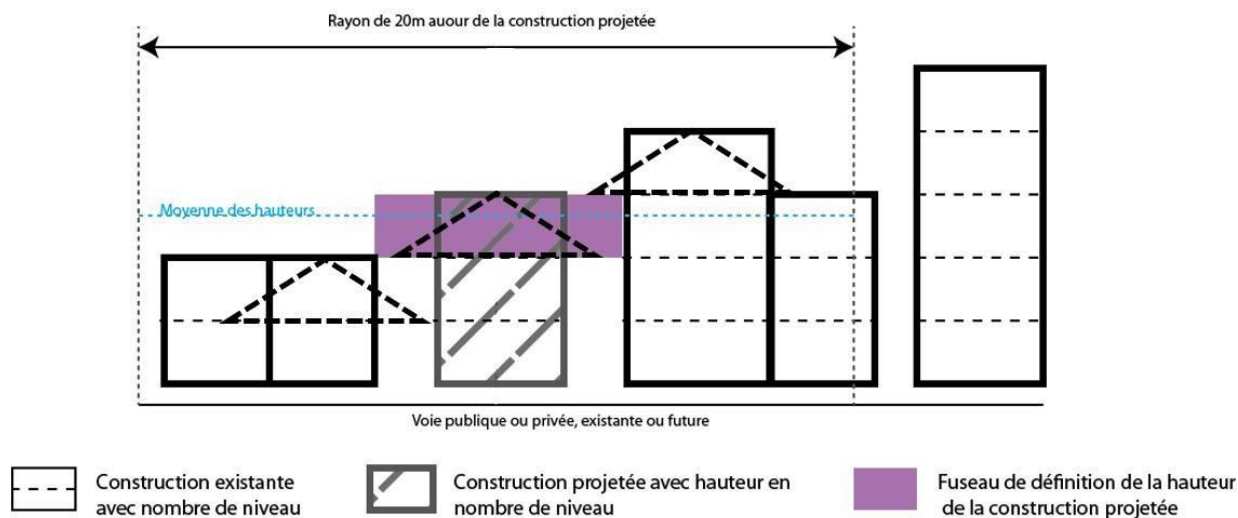 Rayon de 20m auour de la construction projetée
Moyenne des hauteurs
Voie publique ou privée, existante ou future
Construction existante
avec nombre de niveau
Construction projetée avec hauteur en
nombre de niveau
Fuseau de définition de la hauteur
de la construction projetée